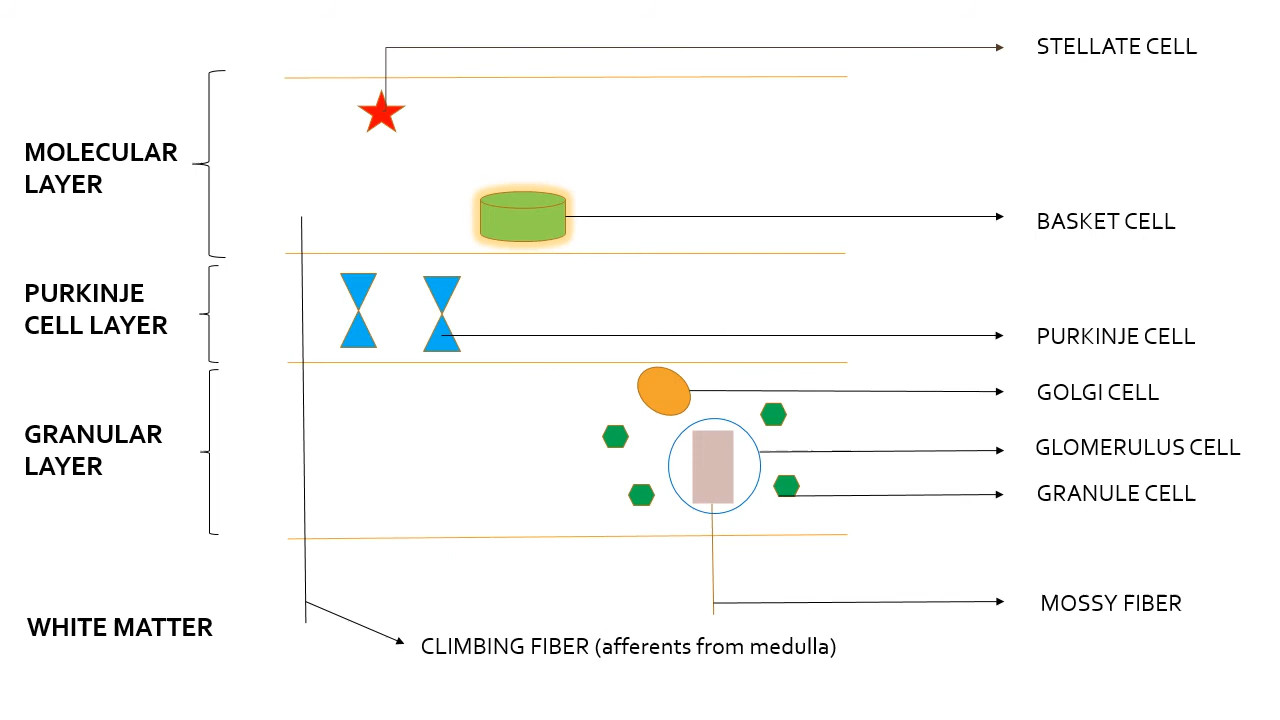 STELLATE CELL
MOLECULAR
LAYER
BASKET CELL
PURKINJE
CELL LAYER
PURKINJE CELL
GOLGI CELL
GRANULAR
LAYER
GLOMERULUS CELL
GRANULE CELL
MOSSY FIBER
WHITE MATTER
CLIMBING FIBER (afferents from medulla)